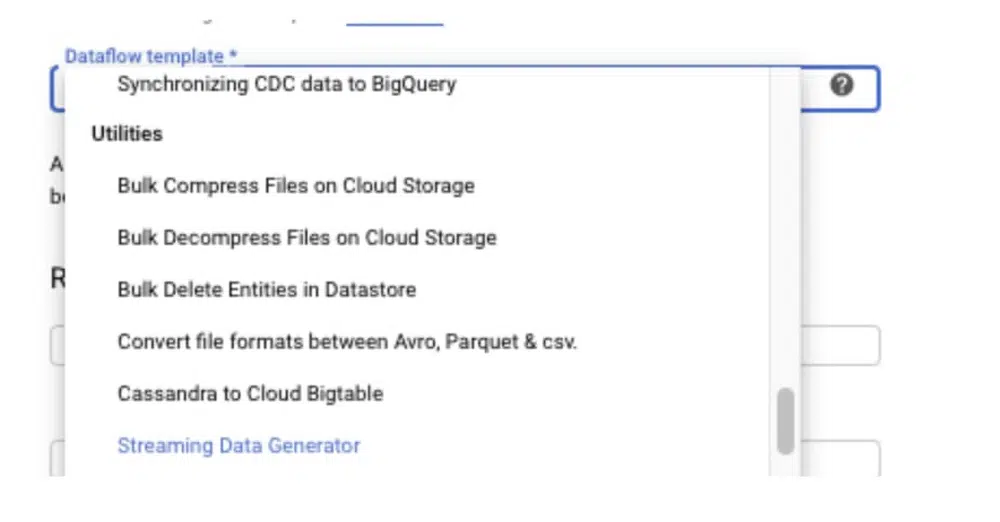 Dataflow template *
Synchronizing CDC data to BigQuery
Utilities
A
Bulk Compress Files on Cloud Storage
Bulk Decompress Files on Cloud Storage
R
Bulk Delete Entities in Datastore
Convert file formats between Avro, Parquet & csv.
Cassandra to Cloud Bigtable
Streaming Data Generator